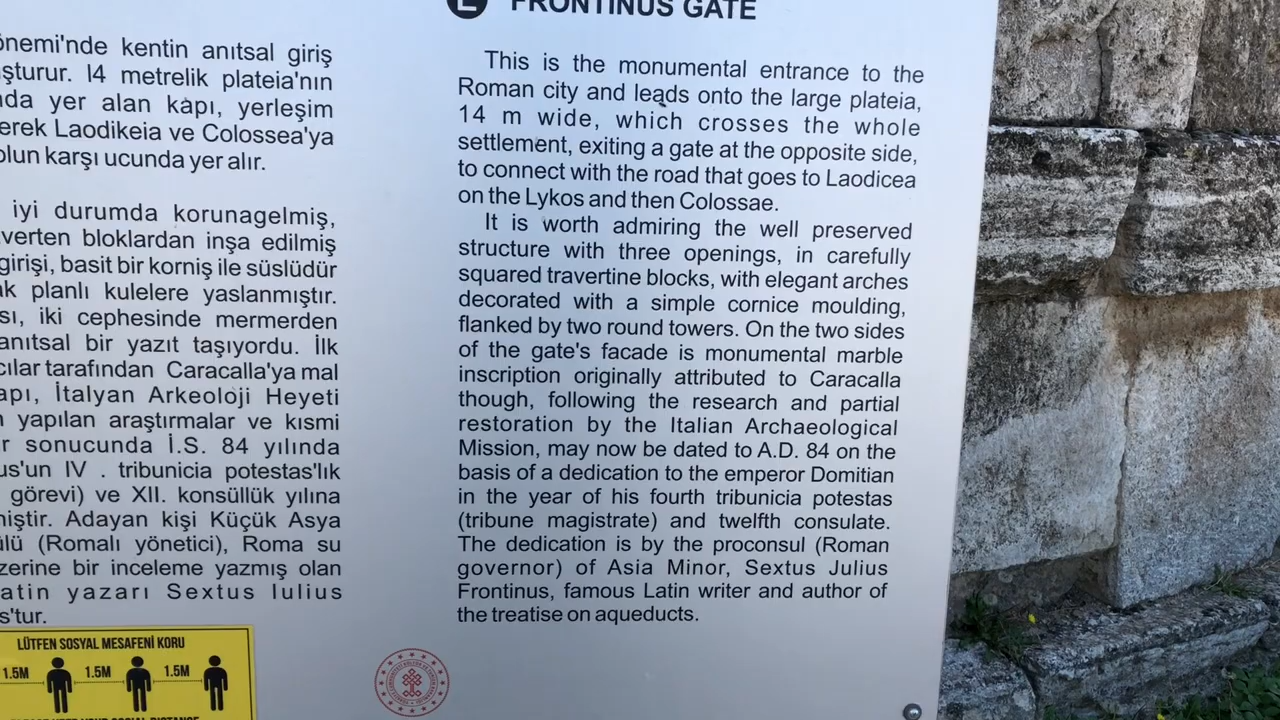 önemi'nde kentin anıtsal giriş
şturur. 14 metrelik plateia'nın
nda yer alan kapı, yerleşim
erek Laodikeia ve Colossea'ya
olun karşı ucunda yer alır.
iyi durumda korunagelmiş,
verten bloklardan inşa edilmiş
girişi, basit bir korniş ile süslüdür
ak planlı kulelere yaslanmıştır.
sı, iki cephesinde mermerden
anıtsal bir yazıt taşıyordu. İlk
cılar tarafından Caracalla'ya mal
apı, İtalyan Arkeoloji Heyeti
n yapılan araştırmalar ve kısmi
r sonucunda İ.S. 84 yılında
us'un IV . tribunicia potestas'lık
görevi) ve XII. konsüllük yılına
miştir. Adayan kişi Küçük Asya
ülü (Romalı yönetici), Roma su
zerine bir inceleme yazmış olan
atin yazarı Sextus Iulius
s'tur.
E FRONTINUS GATE
This is the monumental entrance to the
Roman city and leads onto the large plateia,
14 m wide, which crosses the whole
settlement, exiting a gate at the opposite side,
to connect with the road that goes to Laodicea
on the Lykos and then Colossae.
It is worth admiring the well preserved
structure with three openings, in carefully
squared travertine blocks, with elegant arches
decorated with a simple cornice moulding,
flanked by two round towers. On the two sides
of the gate's facade is monumental marble
inscription originally attributed to Caracalla
though, following the research and partial
restoration by the Italian Archaeological
Mission, may now be dated to A.D. 84 on the
basis of a dedication to the emperor Domitian
in the year of his fourth tribunicia potestas
(tribune magistrate) and twelfth consulate.
The dedication is by the proconsul (Roman
governor) of Asia Minor, Sextus Julius
Frontinus, famous Latin writer and author of
the treatise on aqueducts.
LÜTFEN SOSYAL MESAFENİ KORU
1.5M 1.5M 1.5M
PLEASE KEEP YOUR SOCIAL DISTANCE